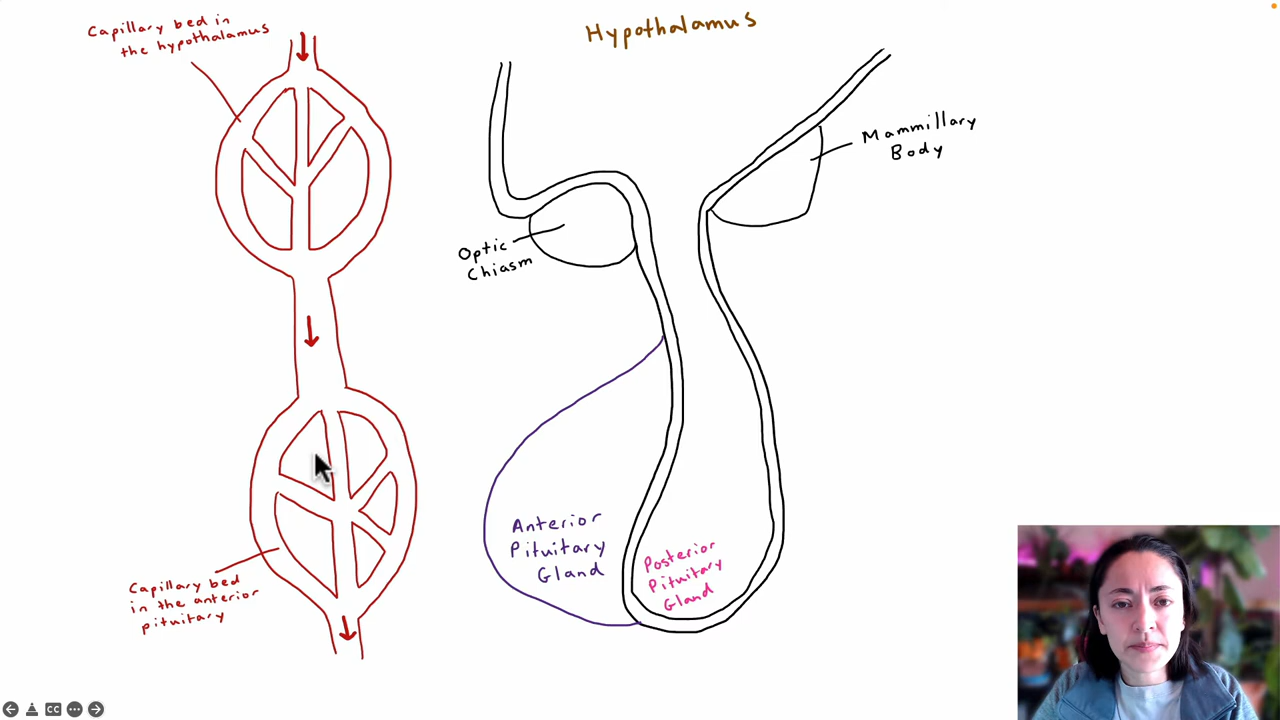 Capillary bed in
the hypothalamus
Hypothalamus
Mammillary
Body
Optic
Chiasm
Anterior
Pituitary
Gland
Posterior
Pituitary
Gland
Capillary bed
in the anterior
pituitary
CC